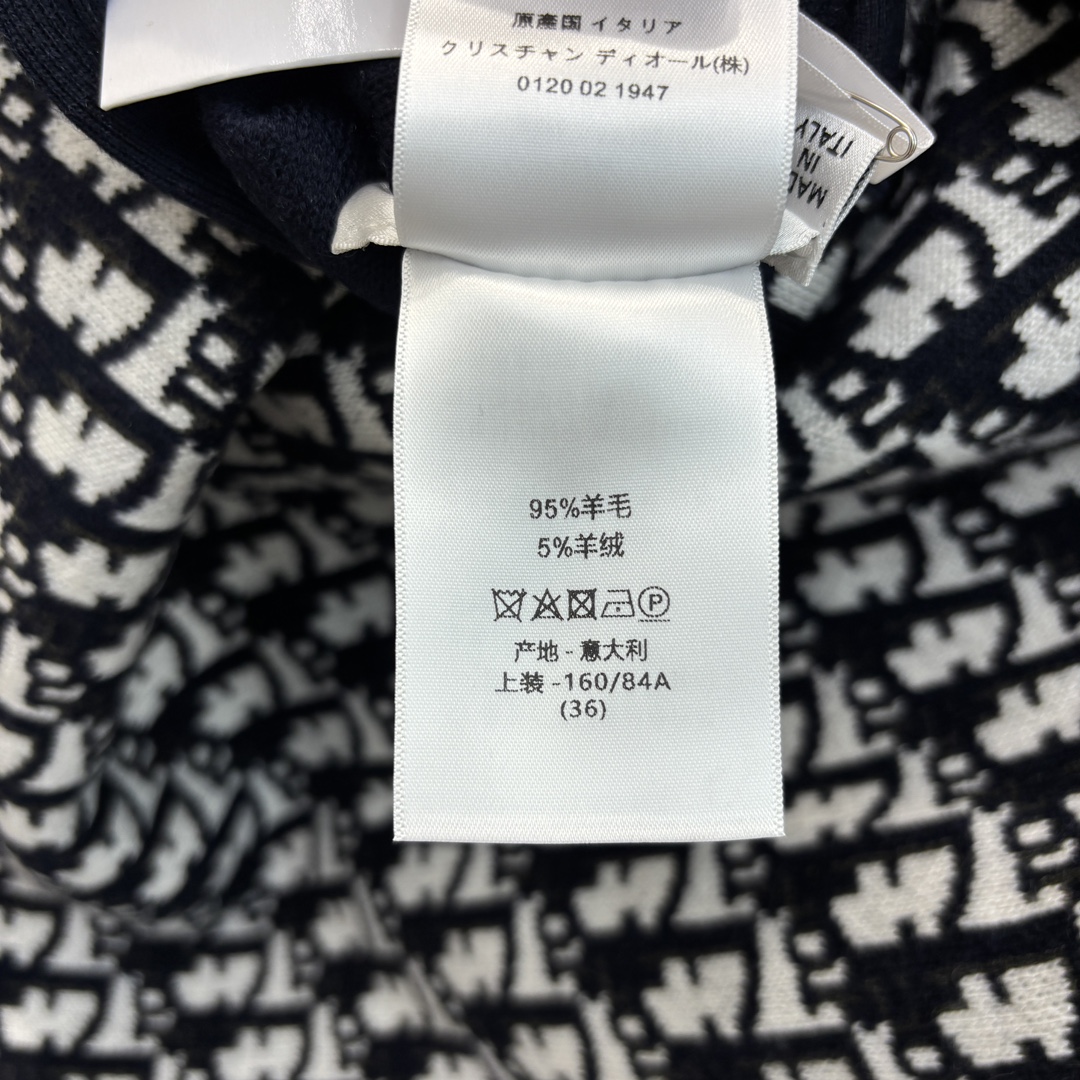 原産国 イタリア
クリスチャン ディオール(株)
0120 02 1947
MADE
IN
ITALY
95%羊毛
5%羊绒
P
产地 - 意大利
上装 -160/84A
(36)